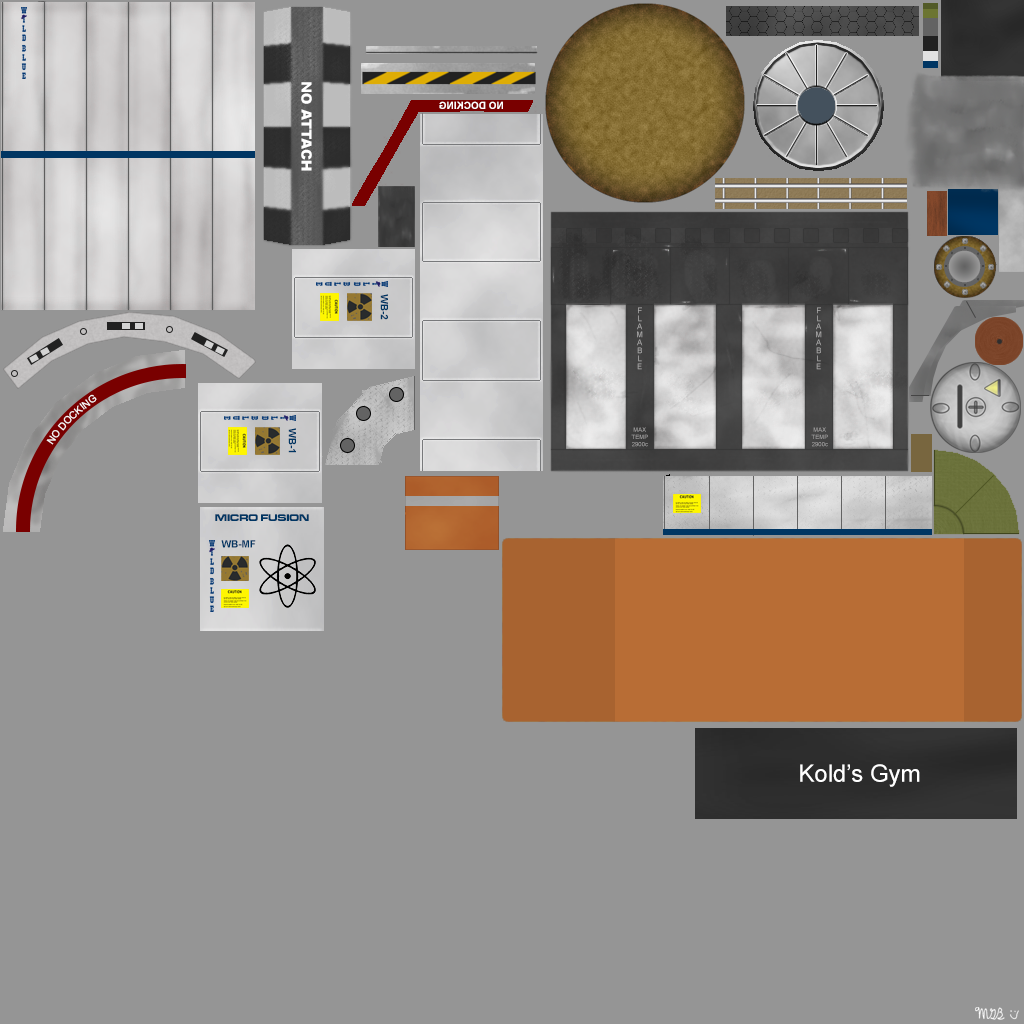 WILDBLUE
NO ATTACH
NO DOCKING
WILDBLUE
WB-2
CAUTION
FLAMABLE
MAX
TEMP
2900c
FLAMABLE
MAX
TEMP
2900c
NO DOCKING
WILDBLUE
WB-1
CAUTION
CAUTION
MICRO FUSION
WB-MF
WILDBLUE
CAUTION
Kold's Gym